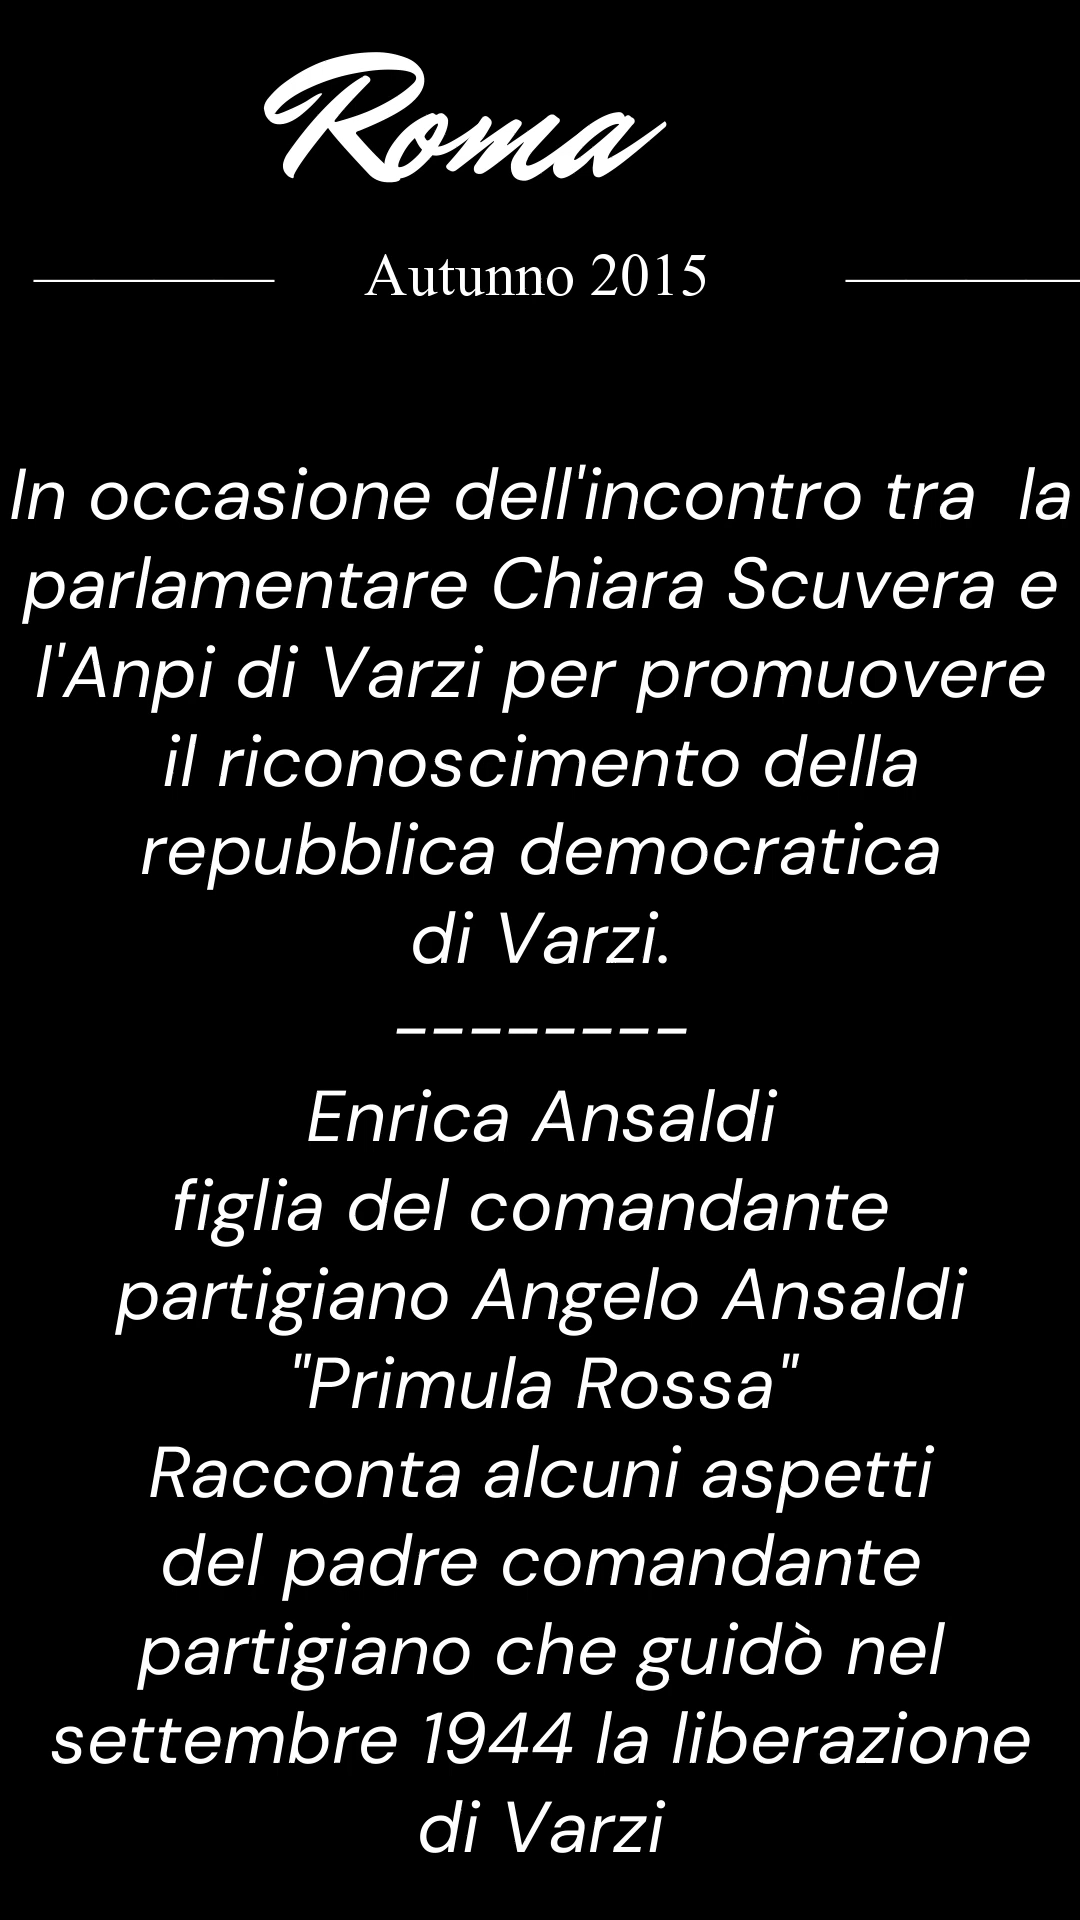 Roma
Autunno 2015
In occasione dell'incontro tra  la
parlamentare Chiara Scuvera e
l'Anpi di Varzi per promuovere
il riconoscimento della
repubblica democratica
di Varzi.
--------
Enrica Ansaldi
figlia del comandante
partigiano Angelo Ansaldi
"Primula Rossa"
Racconta alcuni aspetti
del padre comandante
partigiano che guidò nel
settembre 1944 la liberazione
di Varzi